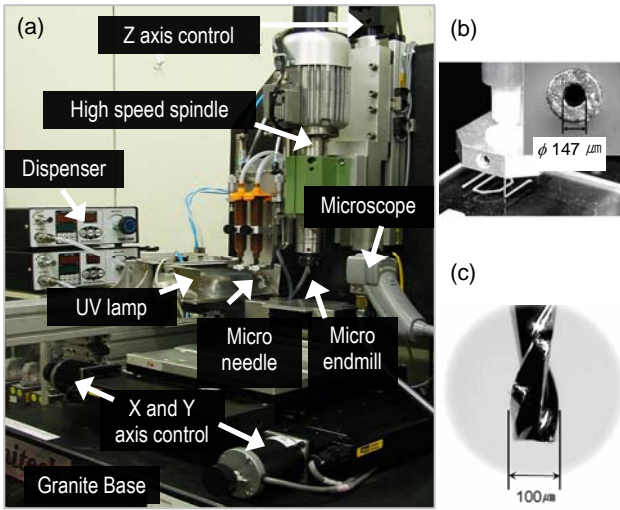 (a)
Z axis control
High speed spindle
Dispenser
Microscope
UV lamp
Micro
needle
Micro
endmill
X and Y
axis control
Granite Base
(b)
ϕ 147 ㎛
(c)
100㎛